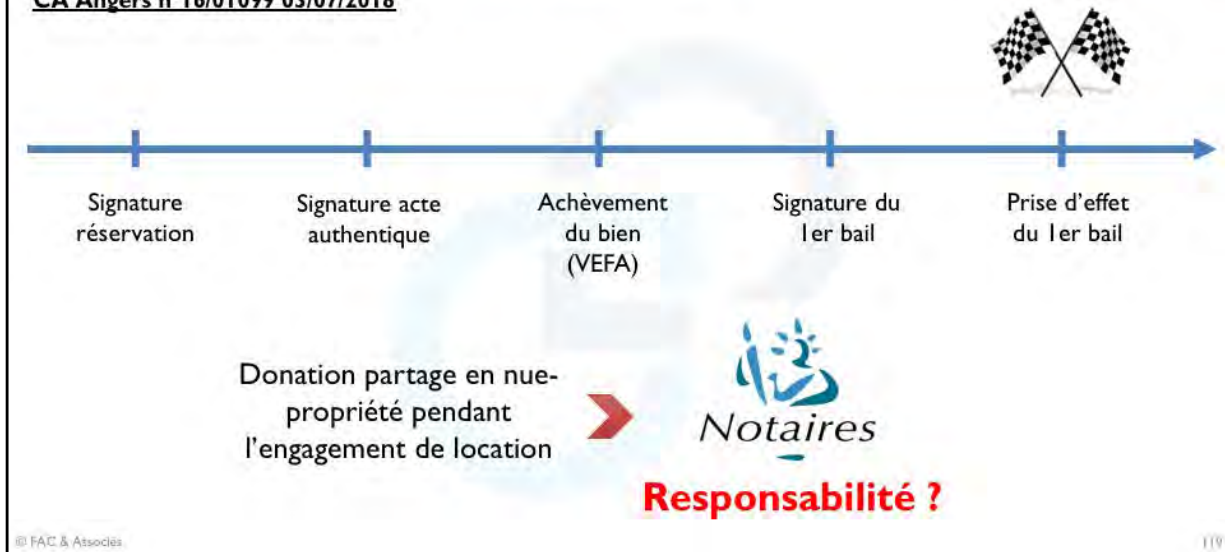 CA Angers n°16/01099 03/07/2018
Signature
réservation
Signature acte
authentique
Achèvement
du bien
(VEFA)
Signature du
1er bail
Prise d'effet
du 1er bail
Donation partage en nue-
propriété pendant
l'engagement de location
Notaires
Responsabilité ?
© FAC & Associés
119